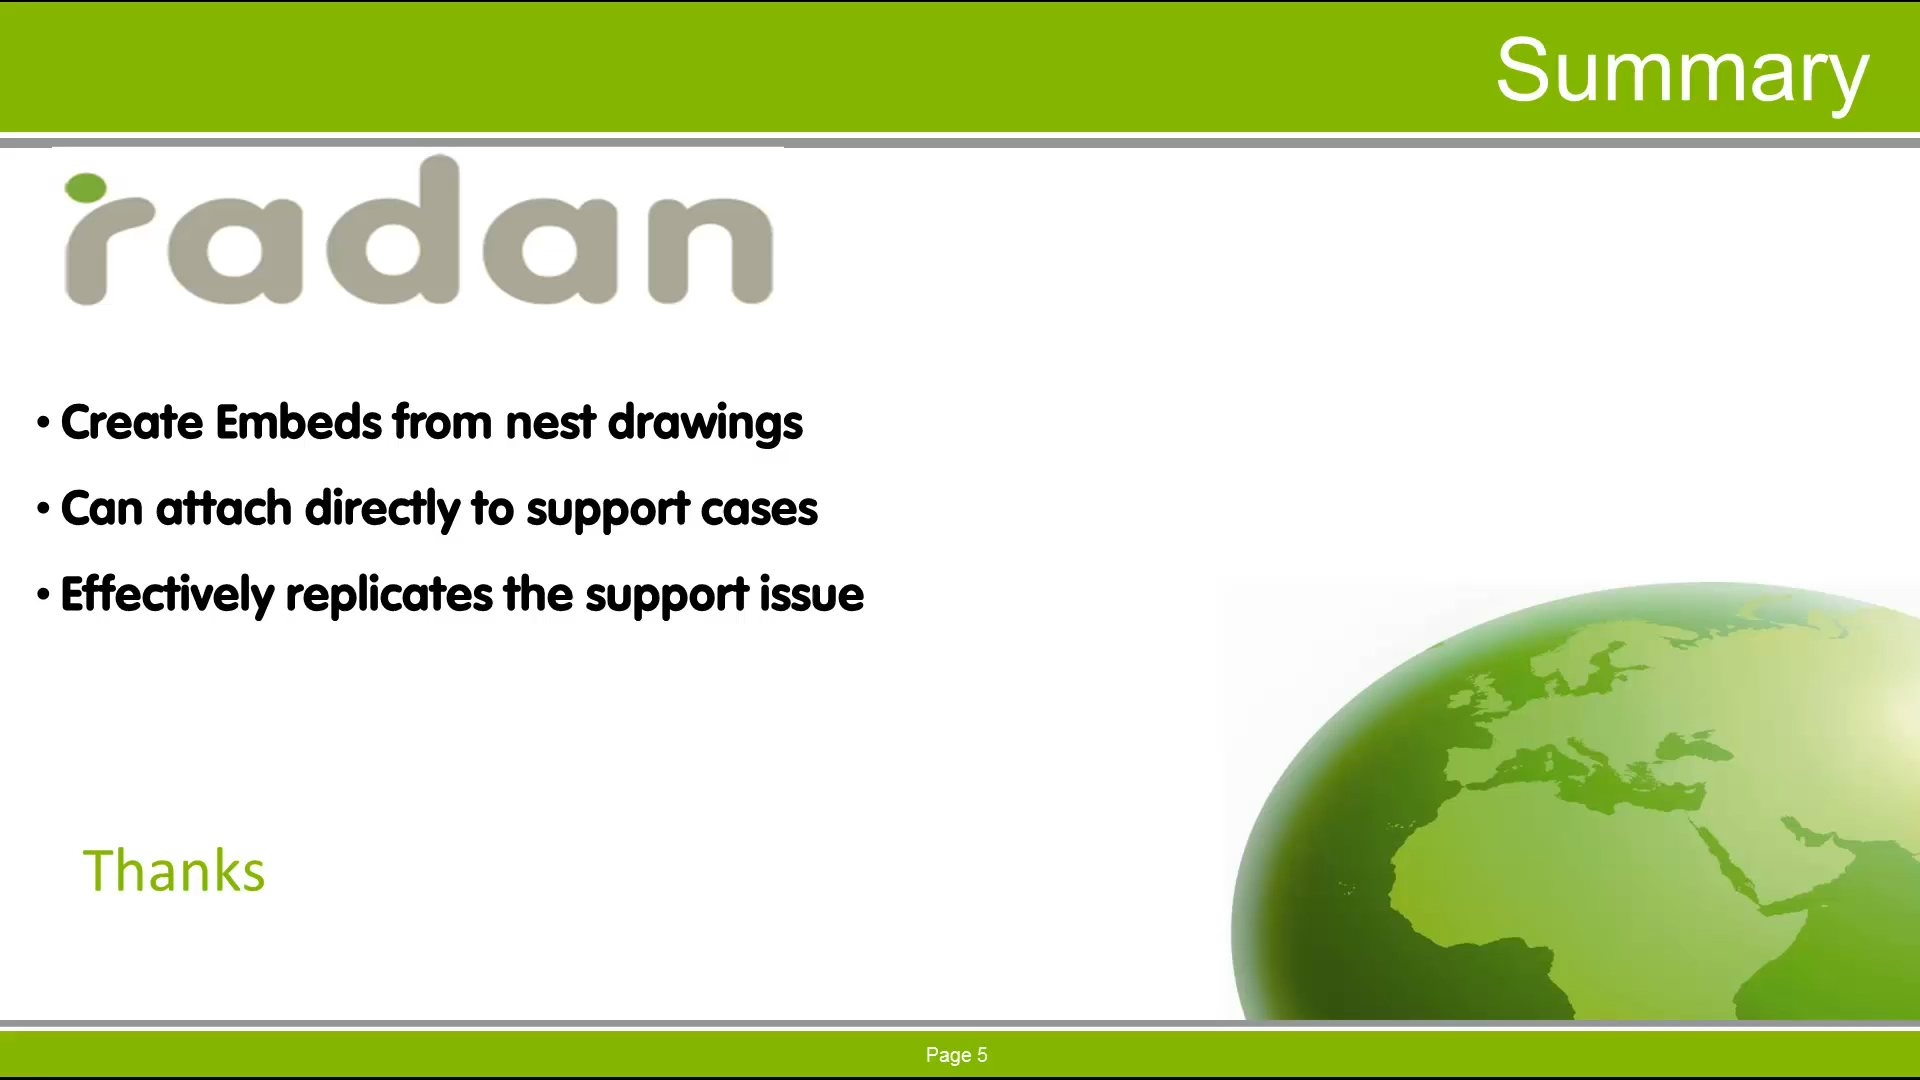 Summary
radan
• Create Embeds from nest drawings
• Can attach directly to support cases
• Effectively replicates the support issue
Thanks
Page 5